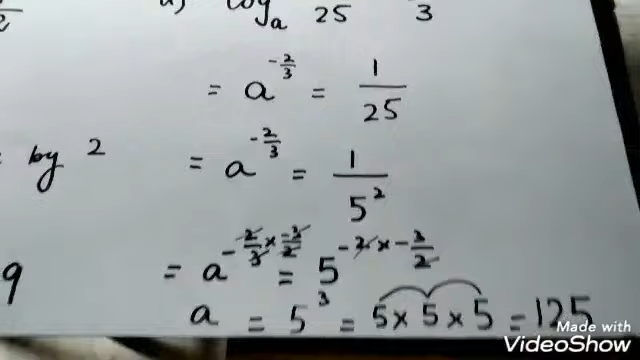 log_a 25 3
= a^{-2/3} = 1/25
by 2 = a^{-2/3} = 1/5^2
9 = a^{-2/3 × -3/2} = 5^{-2 × -3/2}
a = 5^3 = 5 × 5 × 5 = 125
Made with
VideoShow